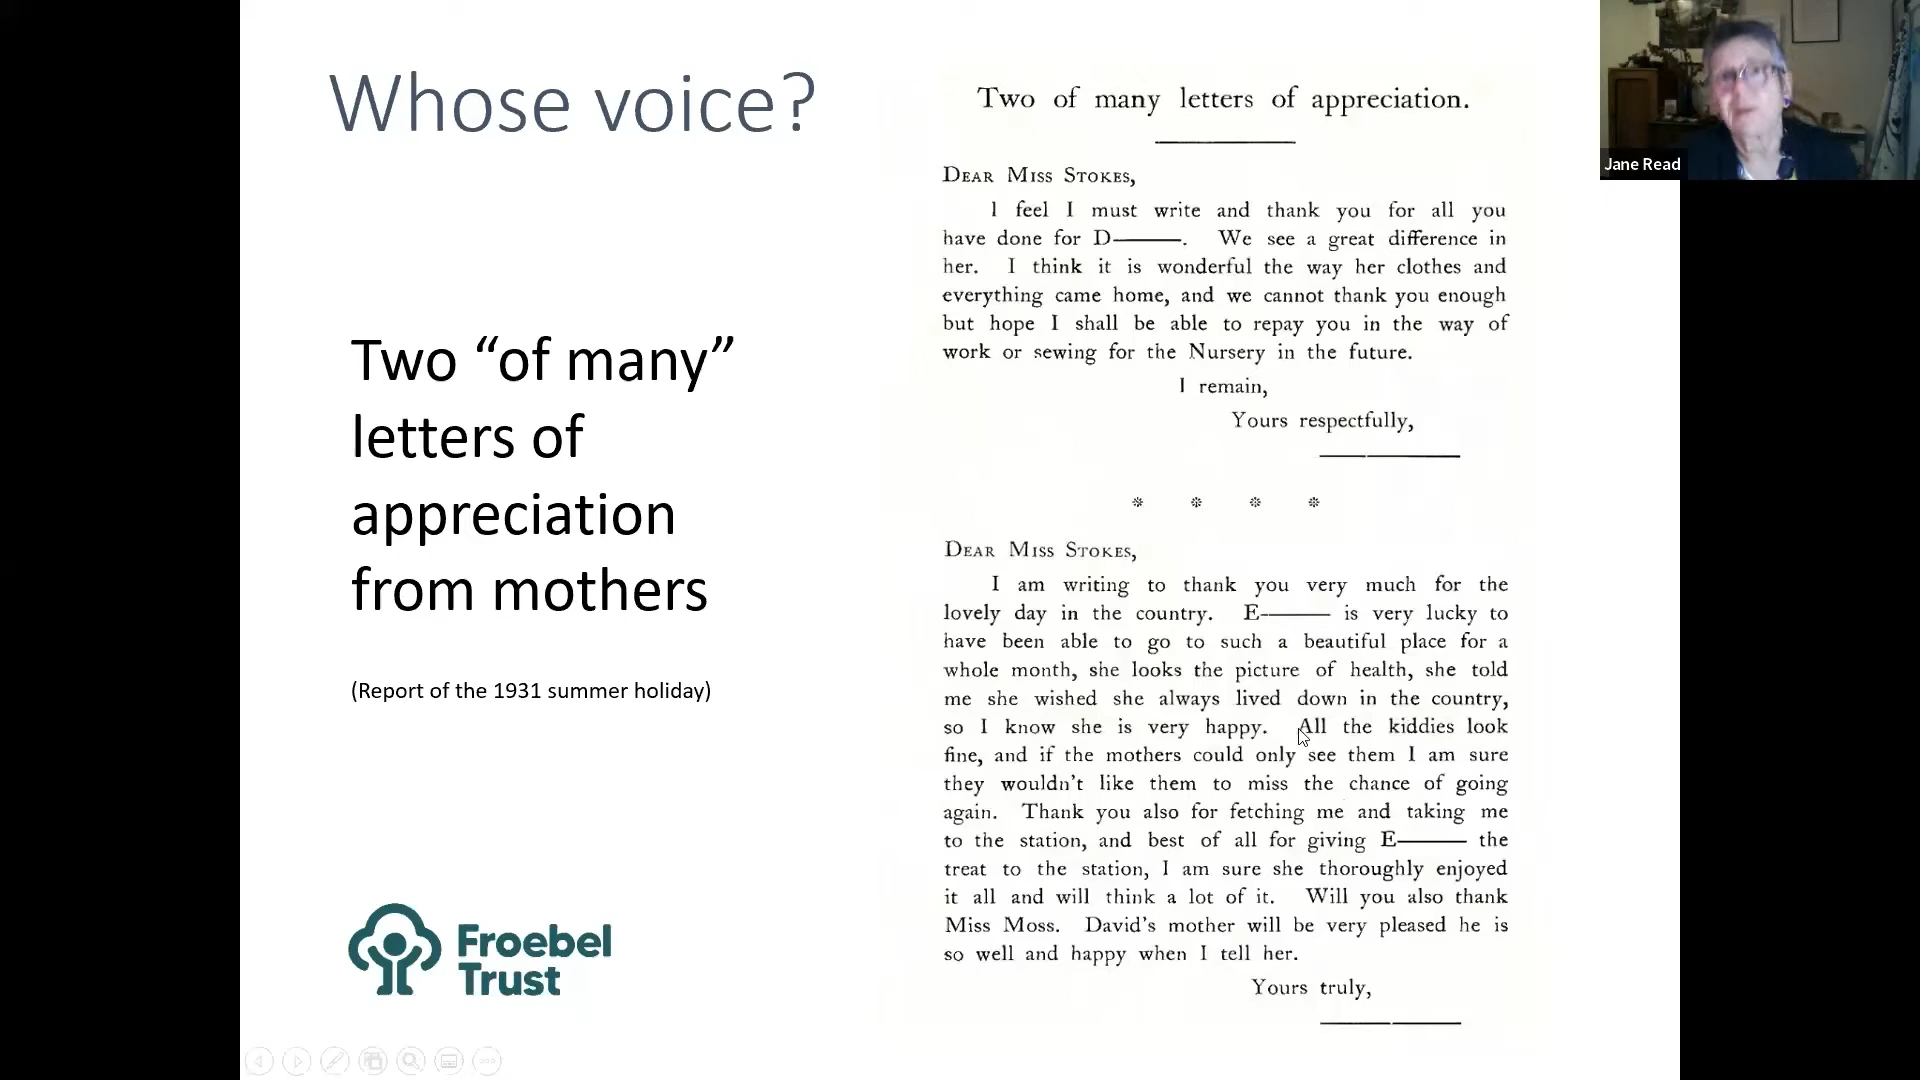 Whose voice?
Two “of many”
letters of
appreciation
from mothers
(Report of the 1931 summer holiday)
Froebel
Trust
Two of many letters of appreciation.
DEAR MISS STOKES,
I feel I must write and thank you for all you
have done for D———. We see a great difference in
her. I think it is wonderful the way her clothes and
everything came home, and we cannot thank you enough
but hope I shall be able to repay you in the way of
work or sewing for the Nursery in the future.
I remain,
Yours respectfully,
DEAR MISS STOKES,
I am writing to thank you very much for the
lovely day in the country. E——— is very lucky to
have been able to go to such a beautiful place for a
whole month, she looks the picture of health, she told
me she wished she always lived down in the country,
so I know she is very happy. All the kiddies look
fine, and if the mothers could only see them I am sure
they wouldn't like them to miss the chance of going
again. Thank you also for fetching me and taking me
to the station, and best of all for giving E——— the
treat to the station, I am sure she thoroughly enjoyed
it all and will think a lot of it. Will you also thank
Miss Moss. David's mother will be very pleased he is
so well and happy when I tell her.
Yours truly,
Jane Read